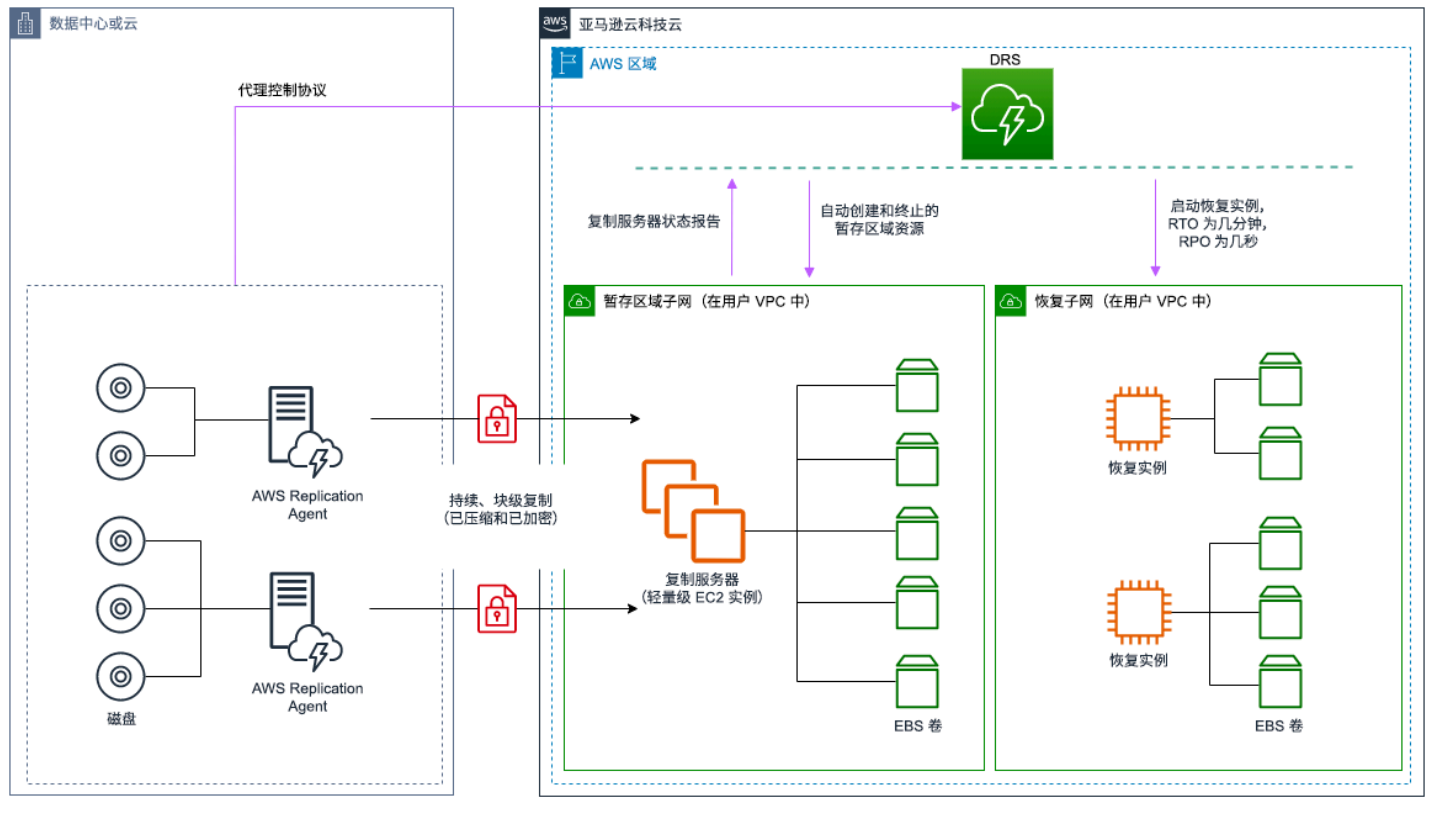 数据中心或云
aws
亚马逊云科技云
AWS 区域
DRS
代理控制协议
复制服务器状态报告
自动创建和终止的
暂存区域资源
启动恢复实例,
RTO 为几分钟,
RPO 为几秒
暂存区域子网（在用户 VPC 中）
恢复子网（在用户 VPC 中）
AWS Replication
Agent
持续、块级复制
（已压缩和已加密）
恢复实例
复制服务器
（轻量级 EC2 实例）
AWS Replication
Agent
恢复实例
磁盘
EBS 卷
EBS 卷